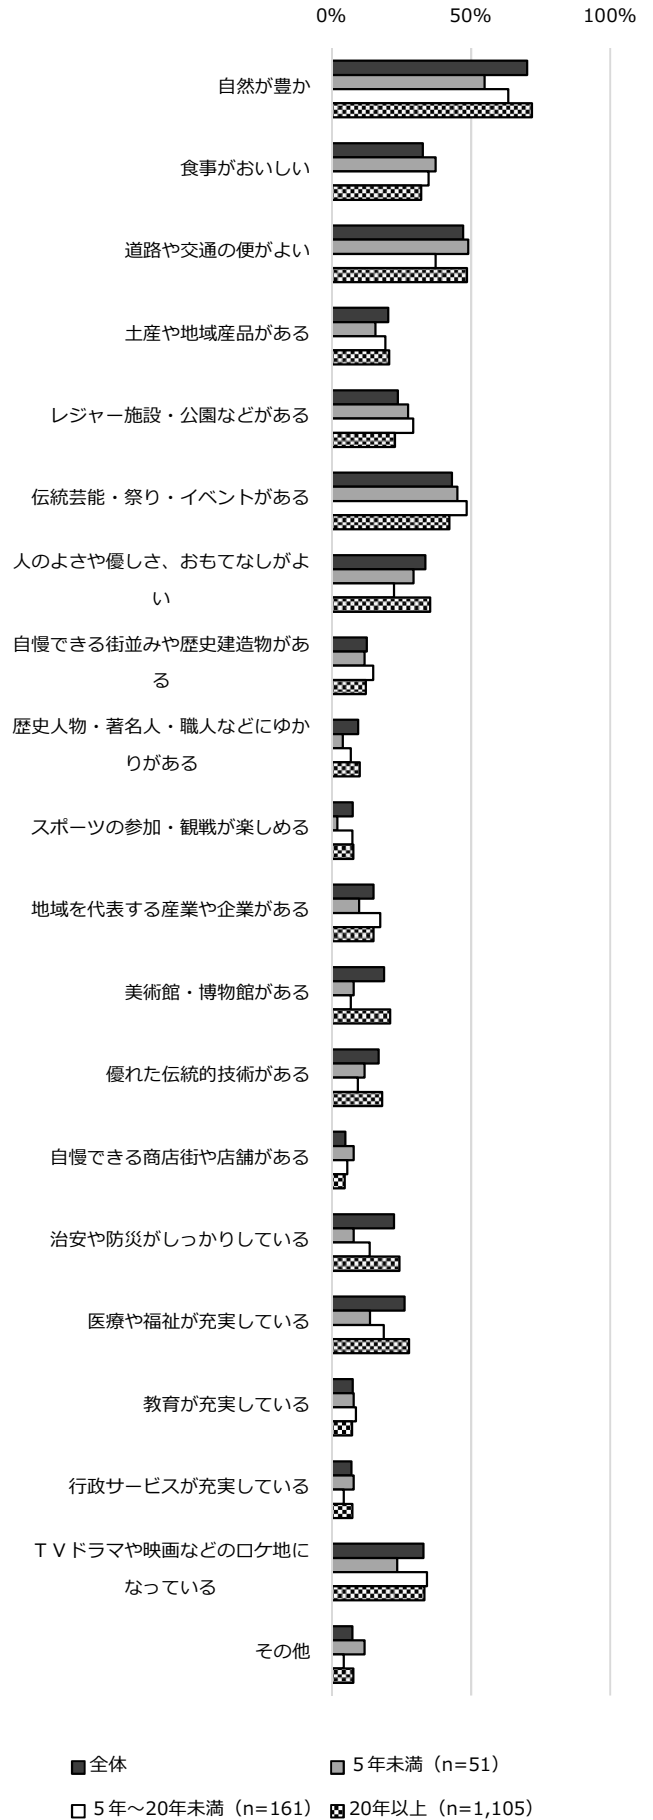 0% 50% 100%
自然が豊か
食事がおいしい
道路や交通の便がよい
土産や地域産品がある
レジャー施設・公園などがある
伝統芸能・祭り・イベントがある
人のよさや優しさ、おもてなしがよ
い
自慢できる街並みや歴史建造物があ
る
歴史人物・著名人・職人などにゆか
りがある
スポーツの参加・観戦が楽しめる
地域を代表する産業や企業がある
美術館・博物館がある
優れた伝統的技術がある
自慢できる商店街や店舗がある
治安や防災がしっかりしている
医療や福祉が充実している
教育が充実している
行政サービスが充実している
ＴＶドラマや映画などのロケ地に
なっている
その他
全体 ５年未満（n=51）
５年～20年未満（n=161） 20年以上（n=1,105）